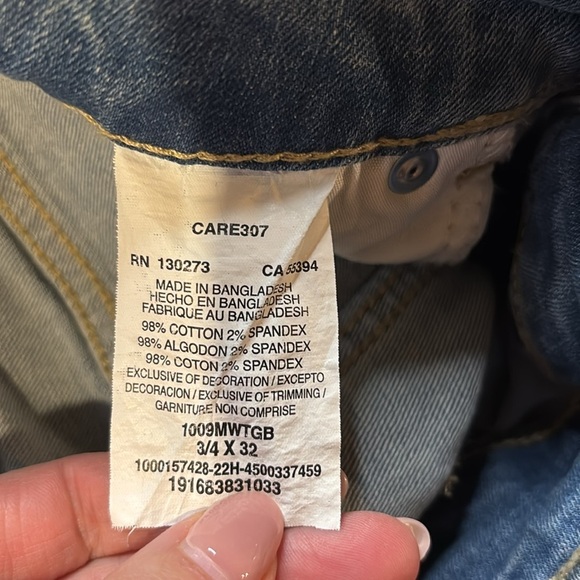 CARE307
RN 130273 CA 55394
MADE IN BANGLADESH
HECHO EN BANGLADESH
FABRIQUE AU BANGLADESH
98% COTTON 2% SPANDEX
98% ALGODON 2% SPANDEX
98% COTON 2% SPANDEX
EXCLUSIVE OF DECORATION / EXCEPTO
DECORACION / EXCLUSIVE OF TRIMMING /
GARNITURE NON COMPRISE
1009MWTGB
3/4 X 32
1000157428-22H-4500337459
191683831033